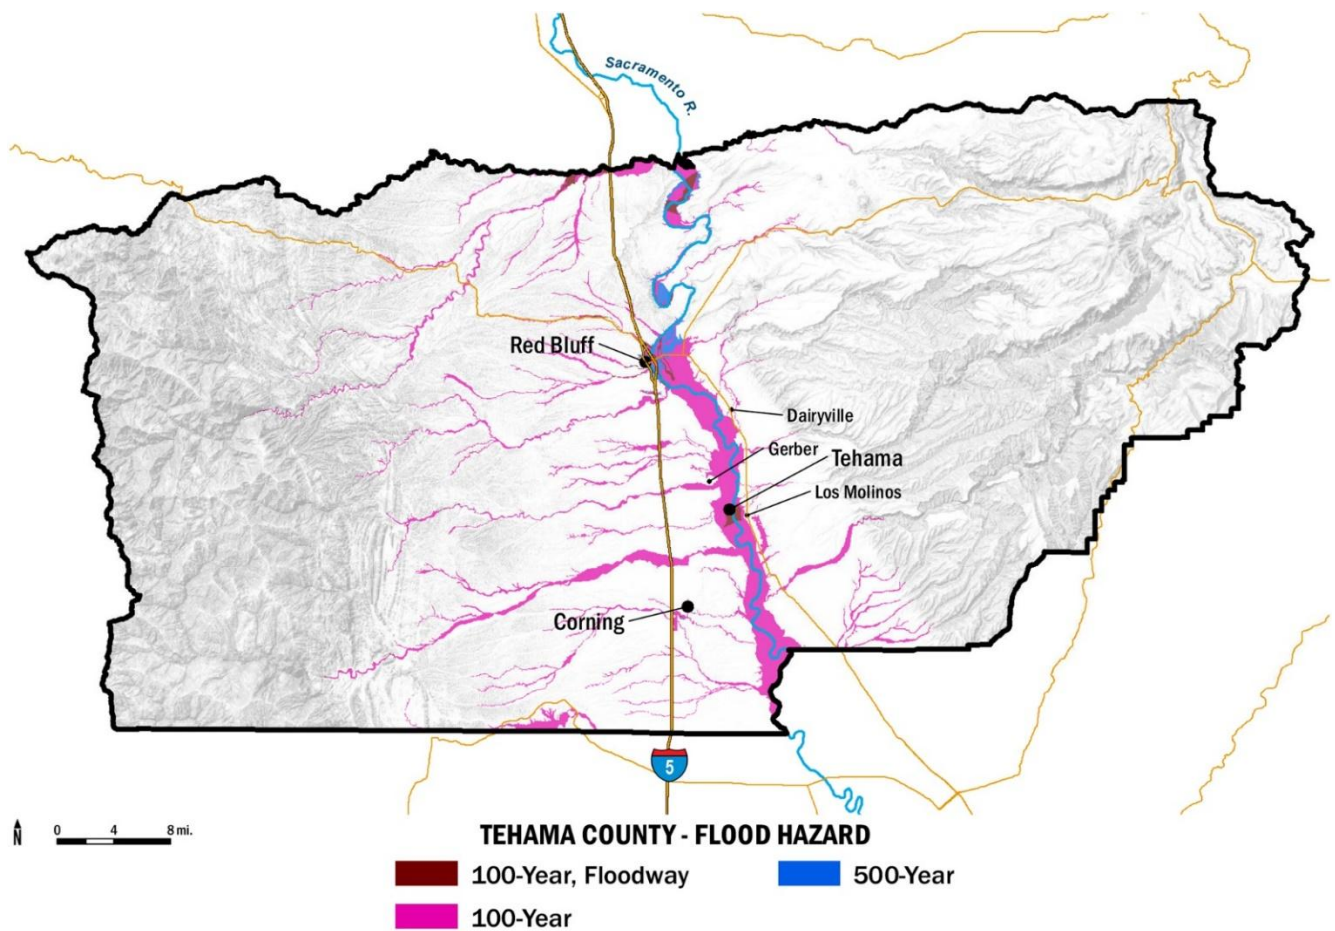 Sacramento R.
Red Bluff
Dairyville
Gerber
Tehama
Los Molinos
Corning
5
N
0 4 8 mi.
TEHAMA COUNTY - FLOOD HAZARD
100-Year, Floodway
500-Year
100-Year